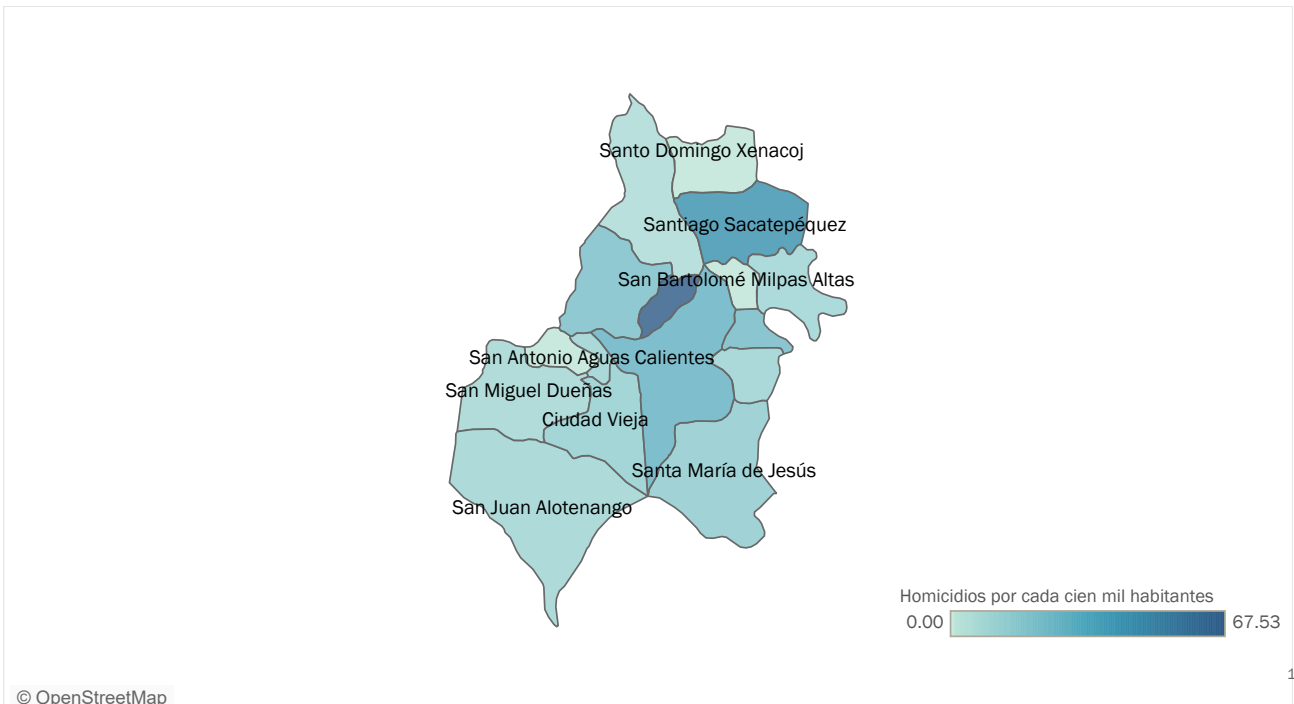 Santo Domingo Xenacoj
Santiago Sacatepéquez
San Bartolomé Milpas Altas
San Antonio Aguas Calientes
San Miguel Dueñas
Ciudad Vieja
Santa María de Jesús
San Juan Alotenango
Homicidios por cada cien mil habitantes
0.00 67.53
1
© OpenStreetMap